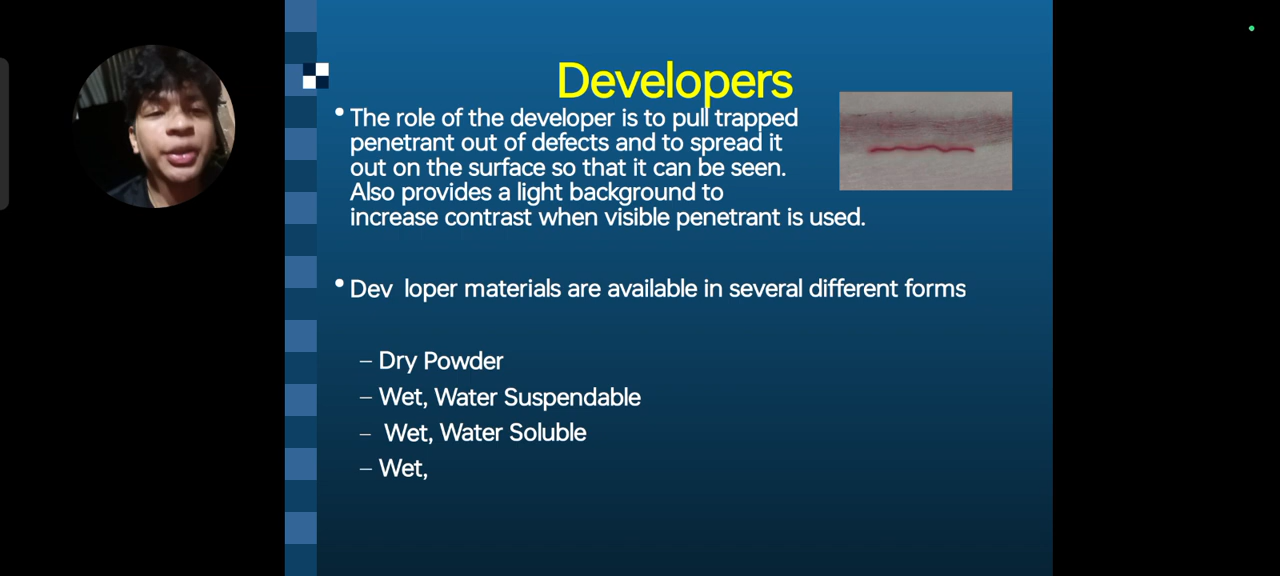 Developers
• The role of the developer is to pull trapped
penetrant out of defects and to spread it
out on the surface so that it can be seen.
Also provides a light background to
increase contrast when visible penetrant is used.
• Dev loper materials are available in several different forms
– Dry Powder
– Wet, Water Suspendable
– Wet, Water Soluble
– Wet,